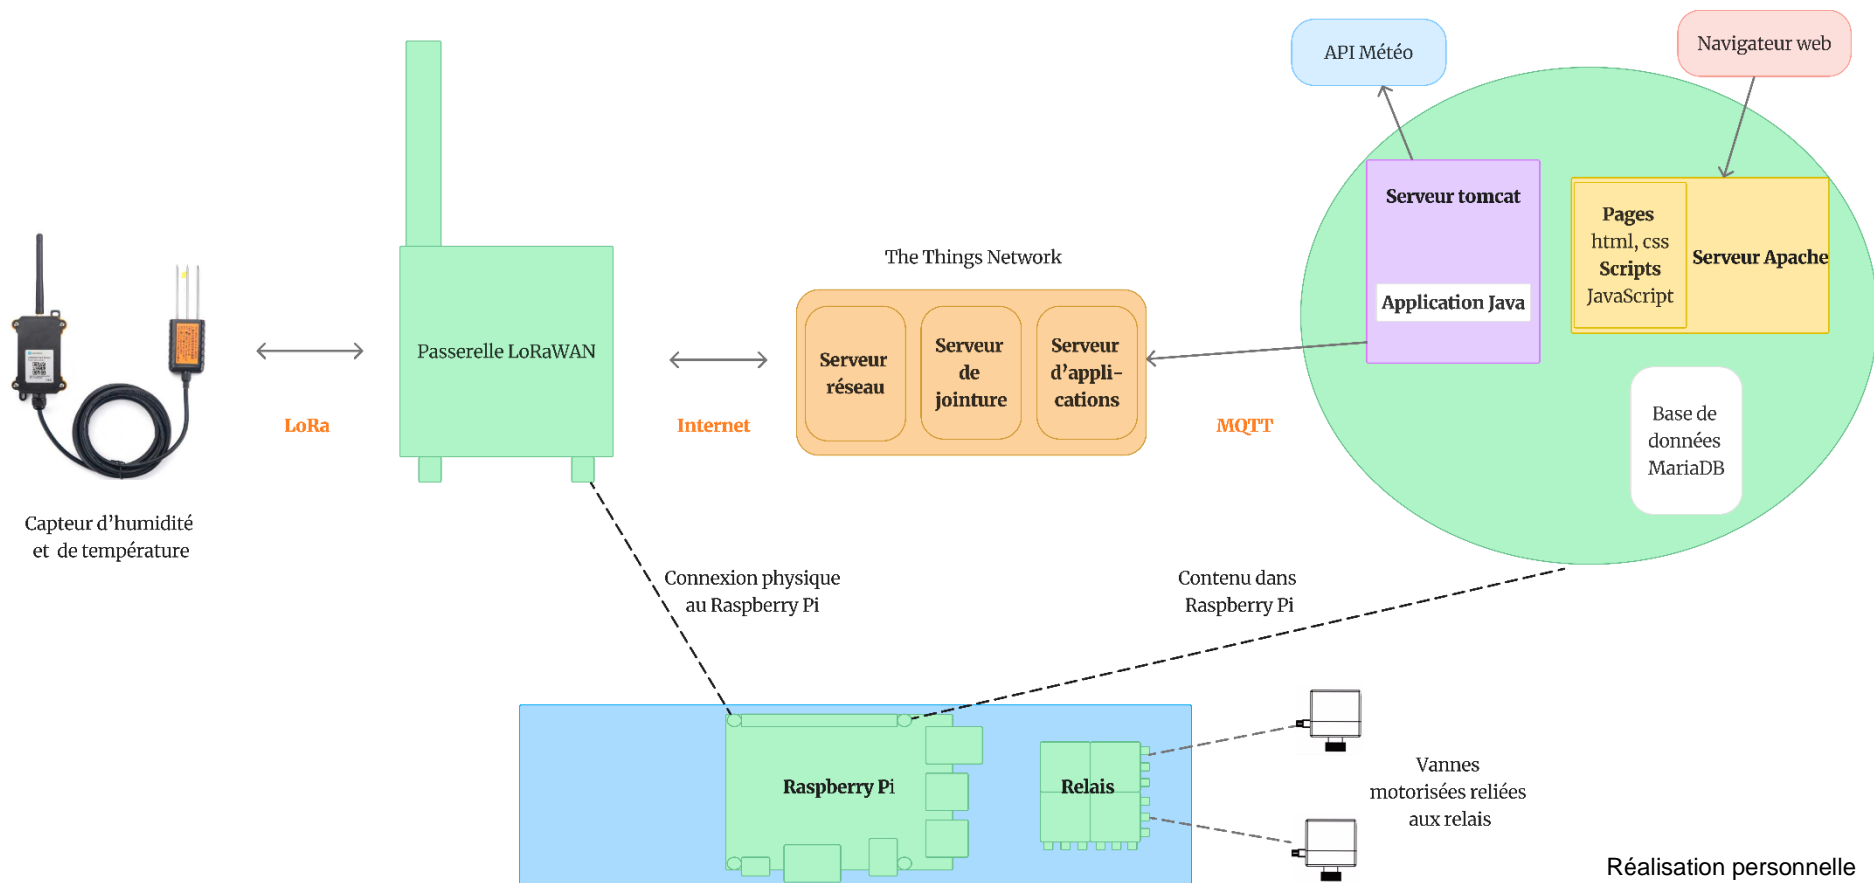 API Météo
Navigateur web
Serveur tomcat
Application Java
Pages
html, css
Scripts
JavaScript
Serveur Apache
Base de
données
MariaDB
The Things Network
Serveur
réseau
Serveur
de
jointure
Serveur
d'appli-
cations
Passerelle LoRaWAN
LoRa
Internet
MQTT
Capteur d'humidité
et de température
Connexion physique
au Raspberry Pi
Contenu dans
Raspberry Pi
Raspberry Pi
Relais
Vannes
motorisées reliées
aux relais
Réalisation personnelle